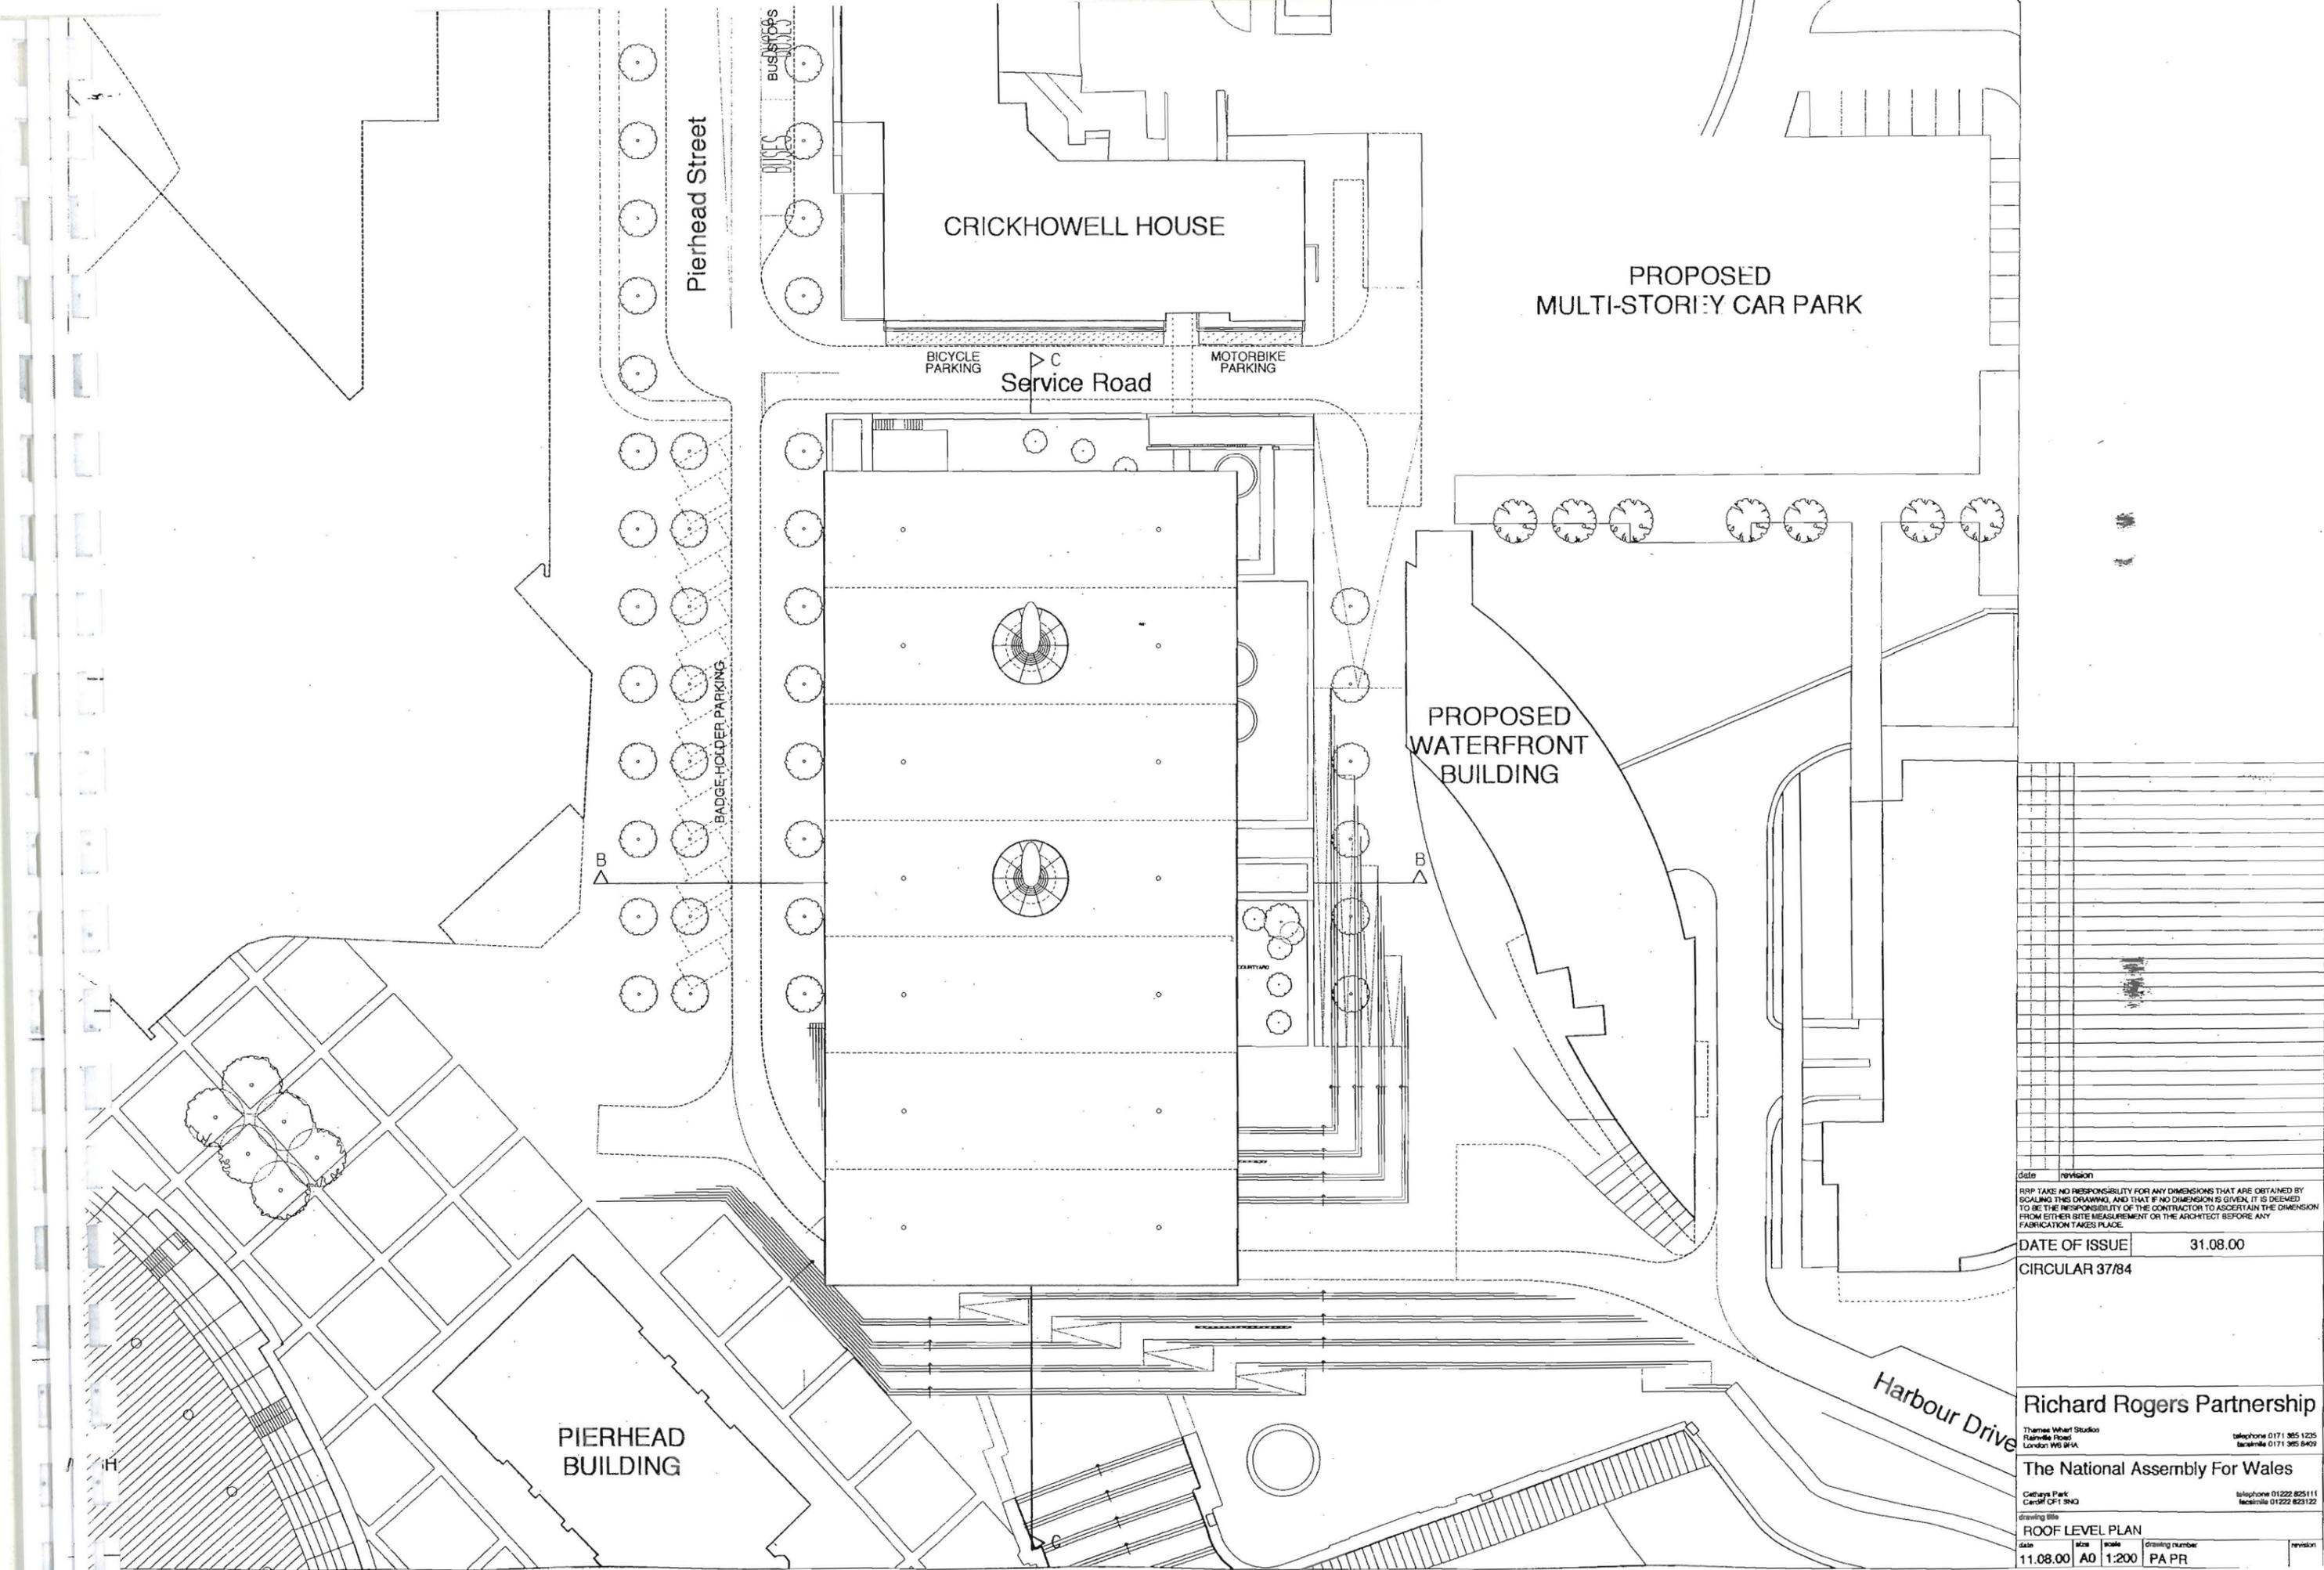 BUS STOPS
BUSES
BUSES
Pierhead Street
CRICKHOWELL HOUSE
PROPOSED
MULTI-STOREY CAR PARK
BICYCLE
PARKING
C
MOTORBIKE
PARKING
Service Road
BADGE-HOLDER PARKING
PROPOSED
WATERFRONT
BUILDING
B
B
COURTYARD
PIERHEAD
BUILDING
C
Harbour Drive
date revision
RRP TAKE NO RESPONSIBILITY FOR ANY DIMENSIONS THAT ARE OBTAINED BY
SCALING THIS DRAWING, AND THAT IF NO DIMENSION IS GIVEN, IT IS DEEMED
TO BE THE RESPONSIBILITY OF THE CONTRACTOR TO ASCERTAIN THE DIMENSION
FROM EITHER SITE MEASUREMENT OR THE ARCHITECT BEFORE ANY
FABRICATION TAKES PLACE.
DATE OF ISSUE 31.08.00
CIRCULAR 37/84
Richard Rogers Partnership
Thames Wharf Studios
Rainville Road telephone 0171 385 1235
London W6 9HA facsimile 0171 385 8409
The National Assembly For Wales
Cathays Park telephone 01222 825111
Cardiff CF1 3NQ facsimile 01222 823122
drawing title
ROOF LEVEL PLAN
date size scale drawing number revision
11.08.00 A0 1:200 PA PR